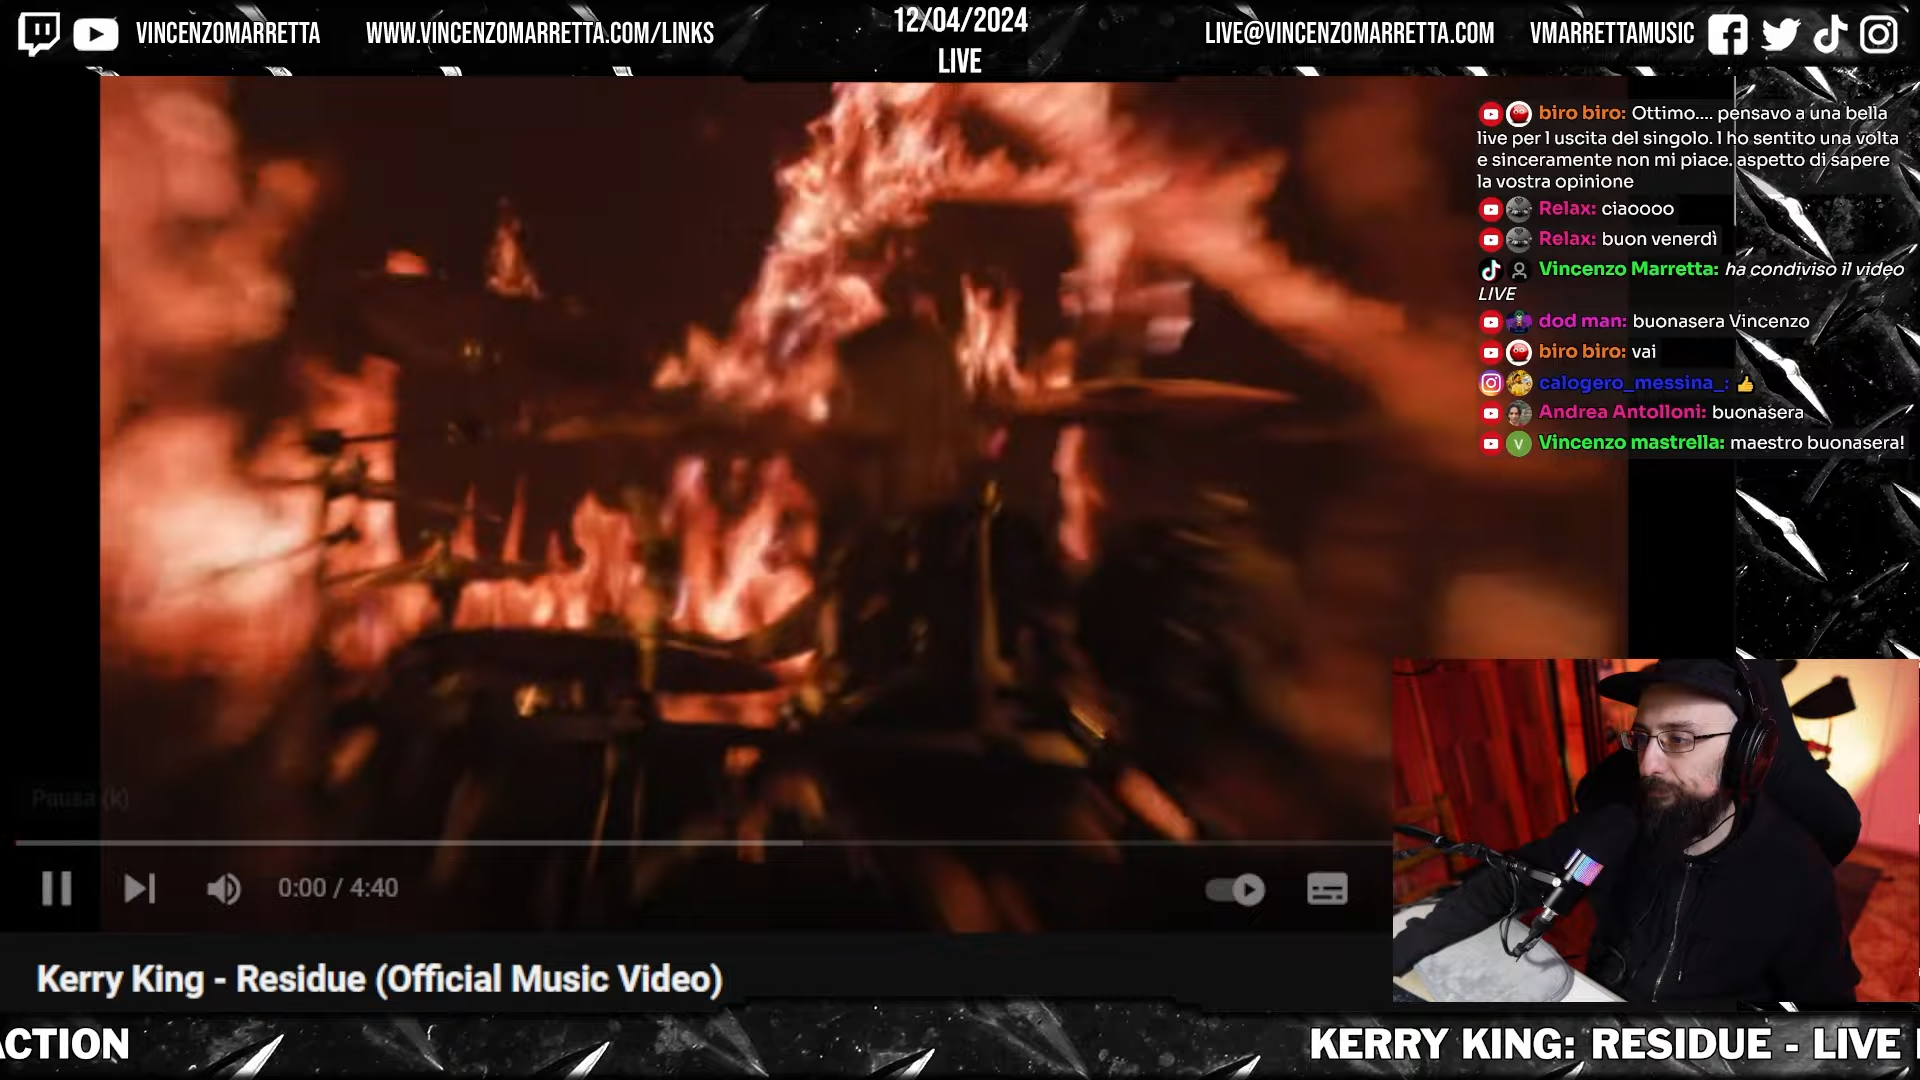 VINCENZOMARRETTA
WWW.VINCENZOMARRETTA.COM/LINKS
12/04/2024
LIVE
LIVE@VINCENZOMARRETTA.COM
VMARRETTAMUSIC
biro biro: Ottimo.... pensavo a una bella
live per l uscita del singolo. l ho sentito una volta
e sinceramente non mi piace. aspetto di sapere
la vostra opinione
Relax: ciaoooo
Relax: buon venerdì
Vincenzo Marretta: ha condiviso il video
LIVE
dod man: buonasera Vincenzo
biro biro: vai
calogero_messina_: 👍
Andrea Antolloni: buonasera
V Vincenzo mastrella: maestro buonasera!
Pausa (k)
0:00 / 4:40
Kerry King - Residue (Official Music Video)
ACTION
KERRY KING: RESIDUE - LIVE